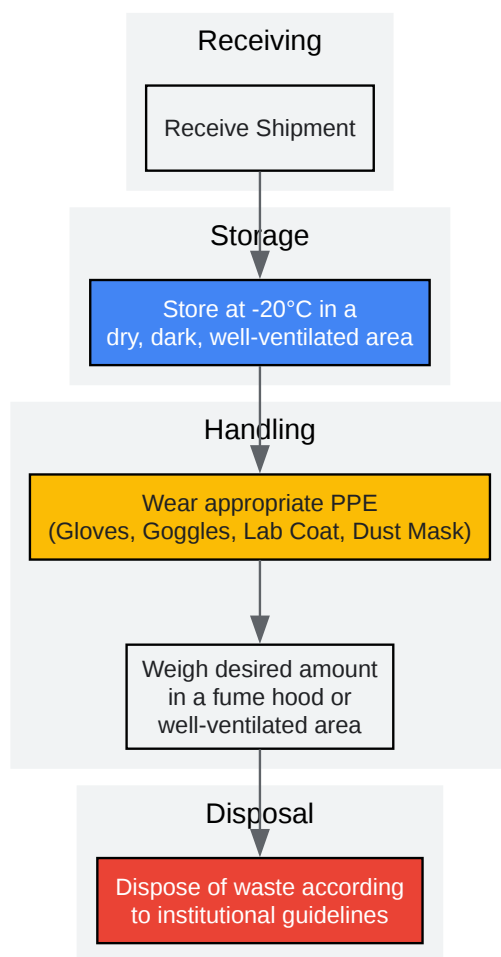 Receiving
Receive Shipment
Storage
Store at -20°C in a
dry, dark, well-ventilated area
Handling
Wear appropriate PPE
(Gloves, Goggles, Lab Coat, Dust Mask)
Weigh desired amount
in a fume hood or
well-ventilated area
Disposal
Dispose of waste according
to institutional guidelines